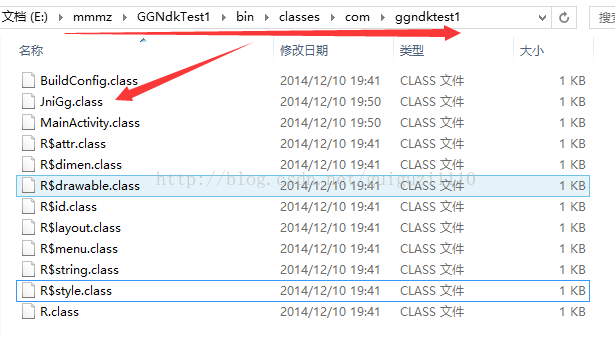 文档 (E:) > mmmz > GGNdkTest1 > bin > classes > com > ggndktest1 搜索
名称 修改日期 类型 大小
BuildConfig.class 2014/12/10 19:41 CLASS 文件 1 KB
JniGg.class 2014/12/10 19:50 CLASS 文件 1 KB
MainActivity.class 2014/12/10 19:50 CLASS 文件 1 KB
R$attr.class 2014/12/10 19:41 CLASS 文件 1 KB
R$dimen.class 2014/12/10 19:41 CLASS 文件 1 KB
R$drawable.class 2014/12/10 19:41 CLASS 文件 1 KB
R$id.class 2014/12/10 19:41 CLASS 文件 1 KB
R$layout.class 2014/12/10 19:41 CLASS 文件 1 KB
R$menu.class 2014/12/10 19:41 CLASS 文件 1 KB
R$string.class 2014/12/10 19:41 CLASS 文件 1 KB
R$style.class 2014/12/10 19:41 CLASS 文件 1 KB
R.class 2014/12/10 19:41 CLASS 文件 1 KB